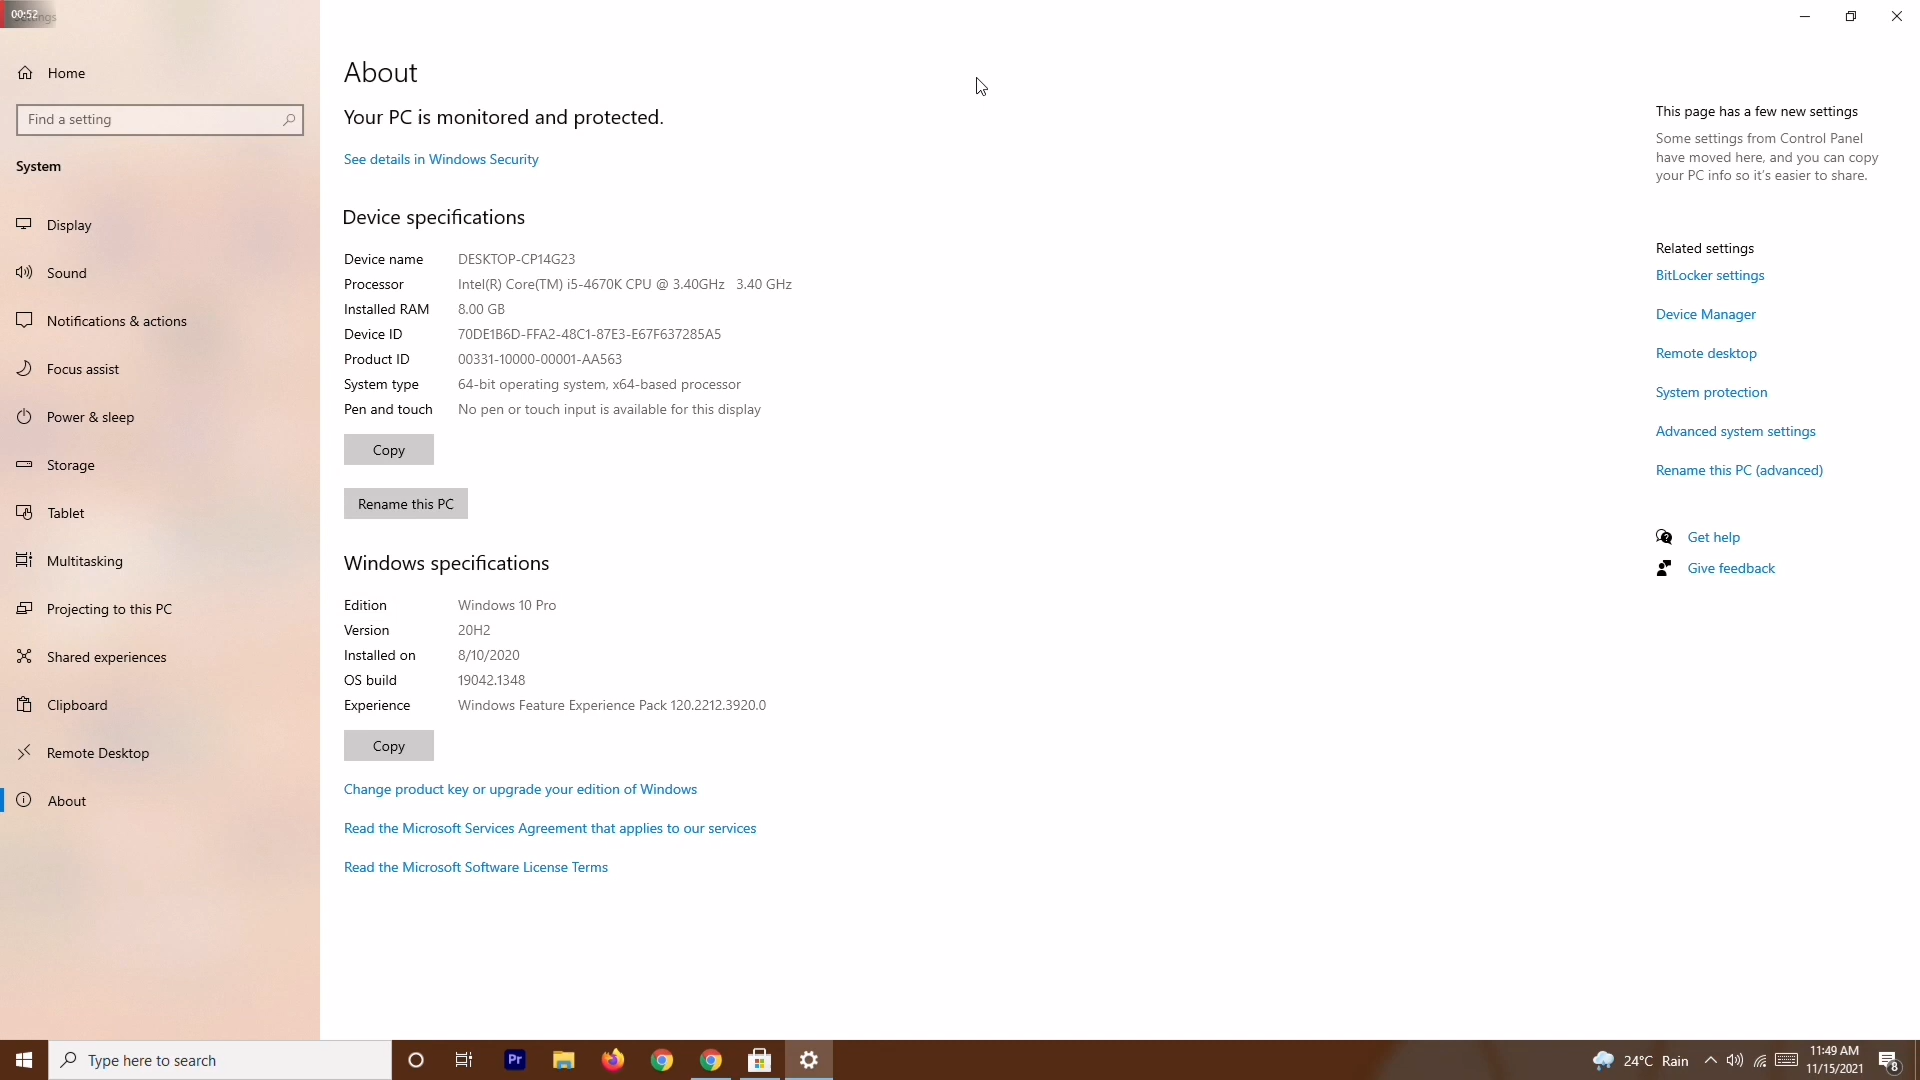 00:52
Settings
Home
Find a setting
System
Display
Sound
Notifications & actions
Focus assist
Power & sleep
Storage
Tablet
Multitasking
Projecting to this PC
Shared experiences
Clipboard
Remote Desktop
About
About
Your PC is monitored and protected.
See details in Windows Security
Device specifications
Device name DESKTOP-CP14G23
Processor Intel(R) Core(TM) i5-4670K CPU @ 3.40GHz 3.40 GHz
Installed RAM 8.00 GB
Device ID 70DE1B6D-FFA2-48C1-87E3-E67F637285A5
Product ID 00331-10000-00001-AA563
System type 64-bit operating system, x64-based processor
Pen and touch No pen or touch input is available for this display
Copy
Rename this PC
Windows specifications
Edition Windows 10 Pro
Version 20H2
Installed on 8/10/2020
OS build 19042.1348
Experience Windows Feature Experience Pack 120.2212.3920.0
Copy
Change product key or upgrade your edition of Windows
Read the Microsoft Services Agreement that applies to our services
Read the Microsoft Software License Terms
This page has a few new settings
Some settings from Control Panel
have moved here, and you can copy
your PC info so it's easier to share.
Related settings
BitLocker settings
Device Manager
Remote desktop
System protection
Advanced system settings
Rename this PC (advanced)
Get help
Give feedback
Type here to search
Pr
24°C Rain
11:49 AM
11/15/2021
8